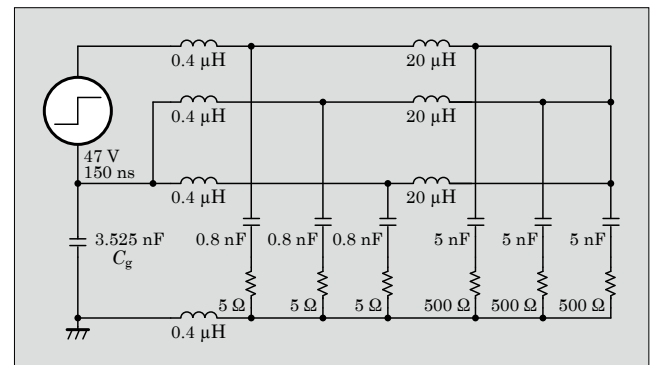 0.4 µH 20 µH
0.4 µH 20 µH
47 V
150 ns
0.4 µH 20 µH
3.525 nF 0.8 nF 0.8 nF 0.8 nF 5 nF 5 nF 5 nF
Cg
5 Ω 5 Ω 5 Ω 500 Ω 500 Ω 500 Ω
0.4 µH